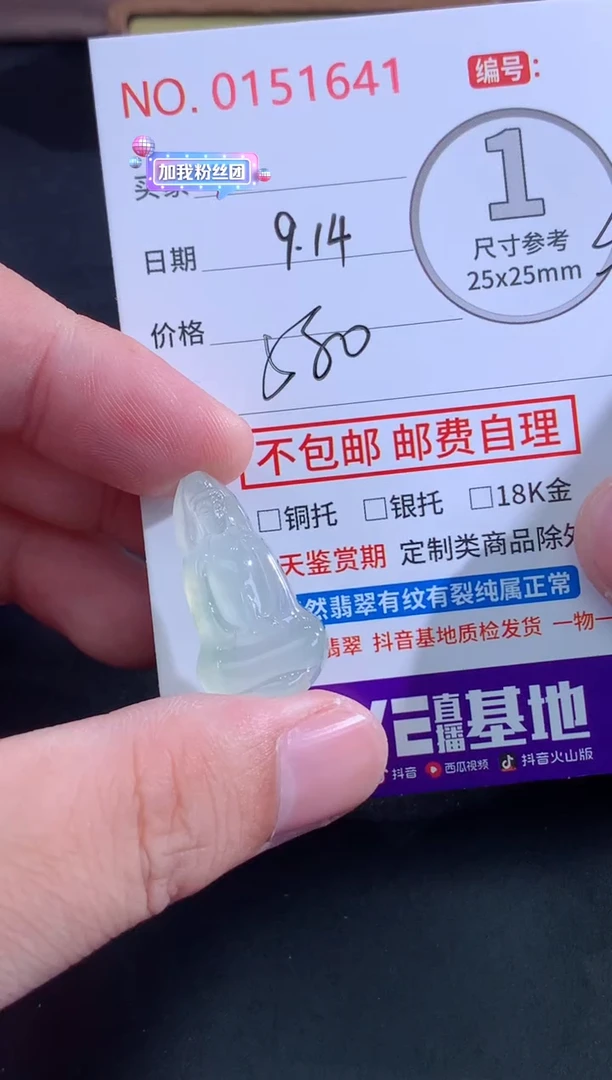 NO. 0151641
编号:
加我粉丝团
1
日期 9.14
尺寸参考
25x25mm
价格 580
不包邮 邮费自理
□铜托 □银托 □18K金
天鉴赏期 定制类商品除外
然翡翠有纹有裂纯属正常
翡翠 抖音基地质检发货 一物一
直播基地
抖音 西瓜视频 抖音火山版